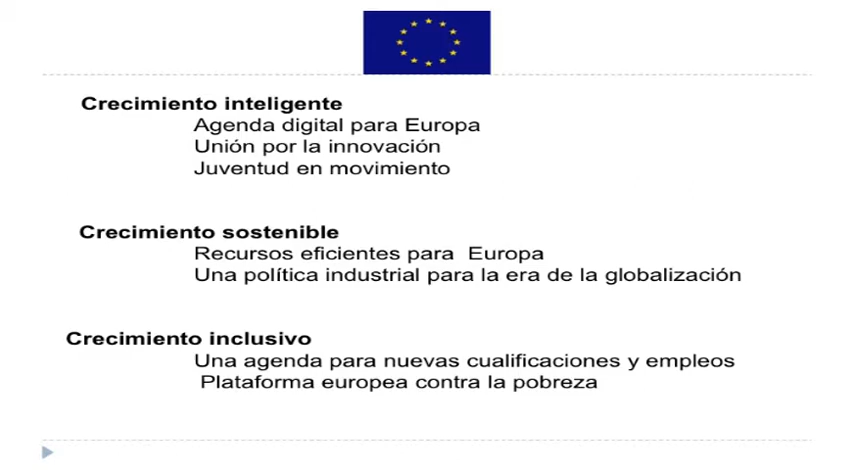 Crecimiento inteligente
Agenda digital para Europa
Unión por la innovación
Juventud en movimiento
Crecimiento sostenible
Recursos eficientes para Europa
Una política industrial para la era de la globalización
Crecimiento inclusivo
Una agenda para nuevas cualificaciones y empleos
Plataforma europea contra la pobreza